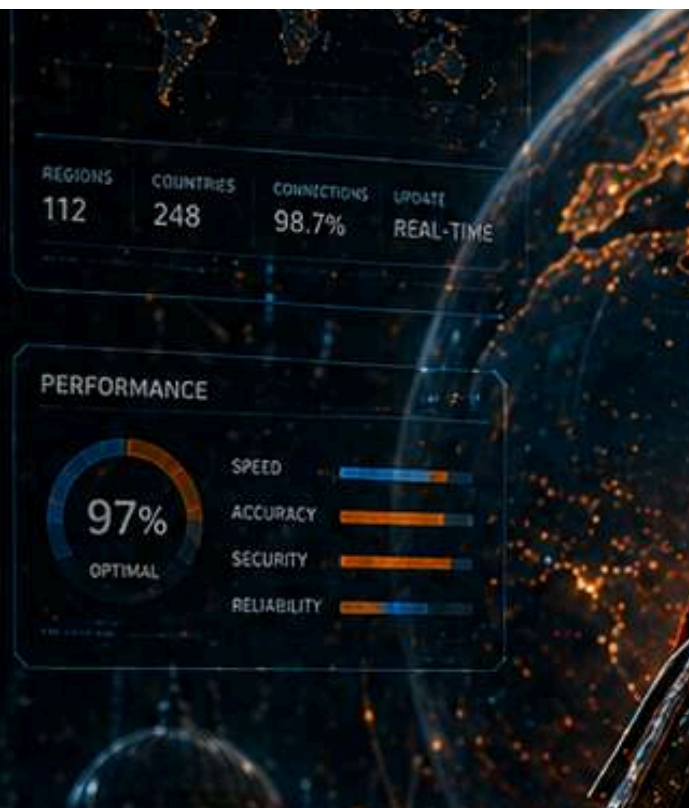 REGIONS COUNTRIES CONNECTIONS UPDATE
112 248 98.7% REAL-TIME
PERFORMANCE
97%
OPTIMAL
SPEED
ACCURACY
SECURITY
RELIABILITY